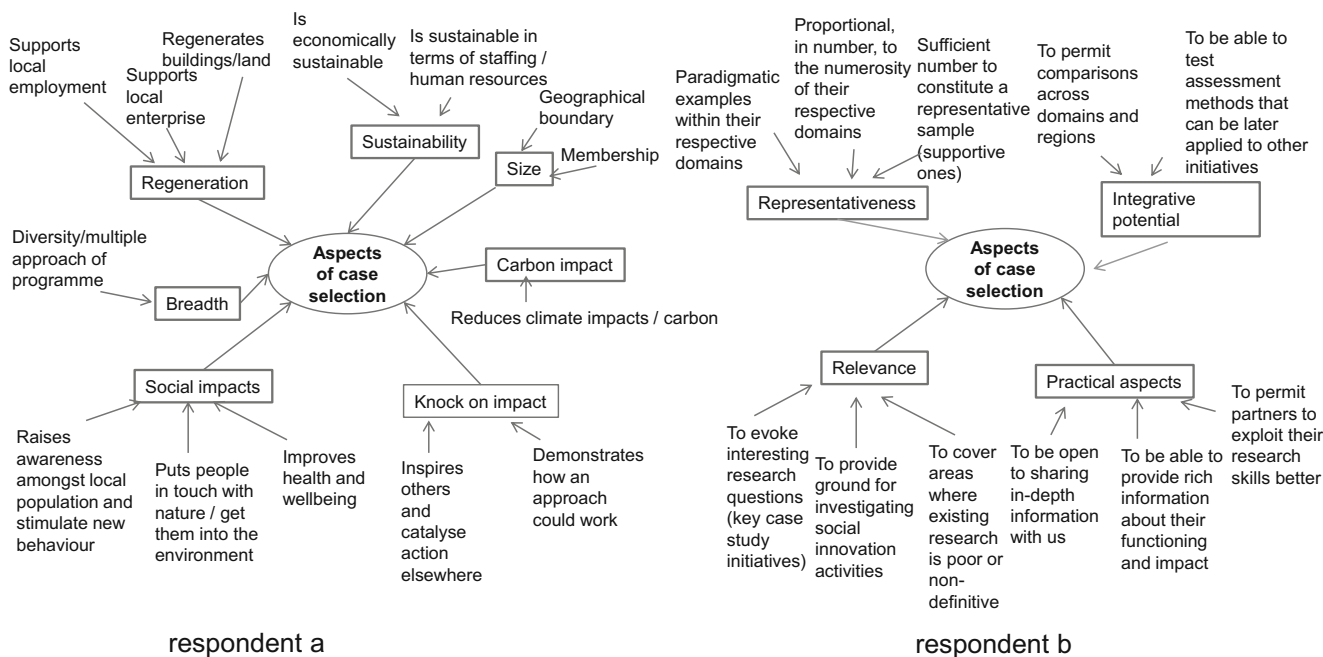 Supports
local
employment
Regenerates
buildings/land
Supports
local
enterprise
Regeneration
Is
economically
sustainable
Is sustainable in
terms of staffing /
human resources
Sustainability
Geographical
boundary
Membership
Size
Diversity/multiple
approach of
programme
Breadth
Aspects
of case
selection
Carbon impact
Reduces climate impacts / carbon
Social impacts
Raises
awareness
amongst local
population and
stimulate new
behaviour
Puts people
in touch with
nature / get
them into the
environment
Improves
health and
wellbeing
Knock on impact
Inspires
others
and
catalyse
action
elsewhere
Demonstrates
how an
approach
could work
respondent a
Paradigmatic
examples
within their
respective
domains
Proportional,
in number, to
the numerosity
of their
respective
domains
Sufficient
number to
constitute a
representative
sample
(supportive
ones)
Representativeness
To permit
comparisons
across
domains and
regions
To be able to
test
assessment
methods that
can be later
applied to other
initiatives
Integrative
potential
Aspects
of case
selection
Relevance
To evoke
interesting
research
questions
(key case
study
initiatives)
To provide
ground for
investigating
social
innovation
activities
To cover
areas
where
existing
research
is poor or
non-
definitive
Practical aspects
To be open
to sharing
in-depth
information
with us
To be able to
provide rich
information
about their
functioning
and impact
To permit
partners to
exploit their
research
skills better
respondent b